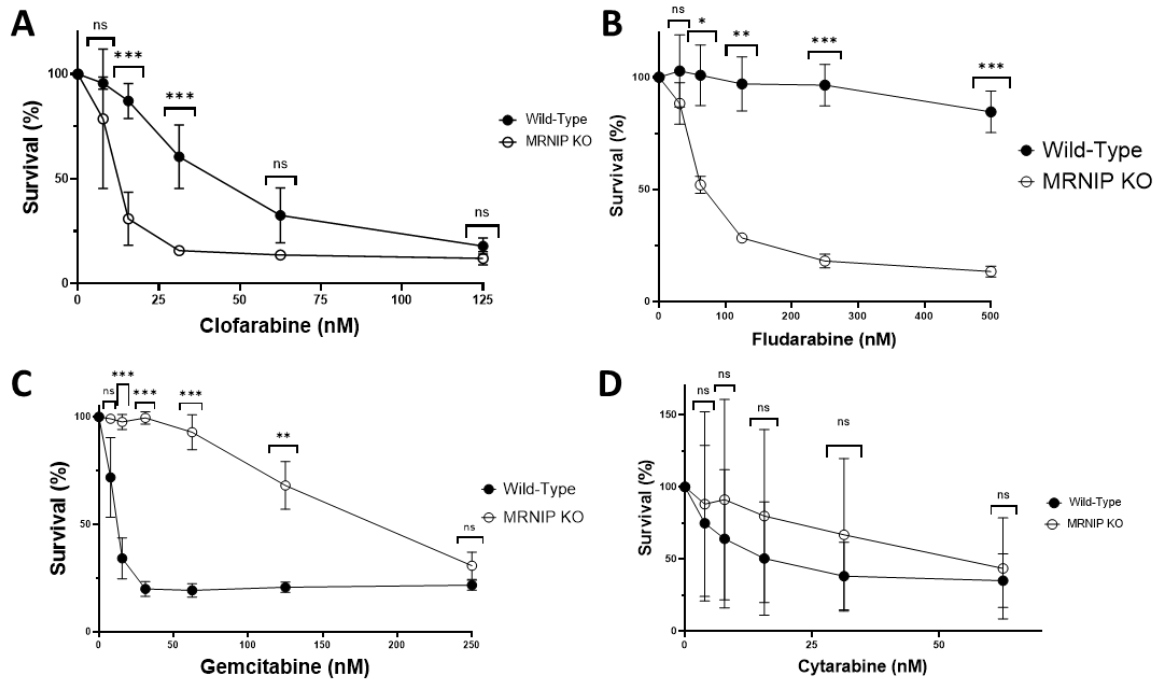 A
ns
***
***
ns
ns
100
50
0
0
25
50
75
100
125
Survival (%)
Clofarabine (nM)
Wild-Type
MRNIP KO
B
ns
*
**
***
***
100
50
0
0
100
200
300
400
500
Survival (%)
Fludarabine (nM)
Wild-Type
MRNIP KO
C
ns
***
***
***
**
ns
100
50
0
0
50
100
150
200
250
Survival (%)
Gemcitabine (nM)
Wild-Type
MRNIP KO
D
ns
ns
ns
ns
ns
150
100
50
0
0
25
50
Survival (%)
Cytarabine (nM)
Wild-Type
MRNIP KO